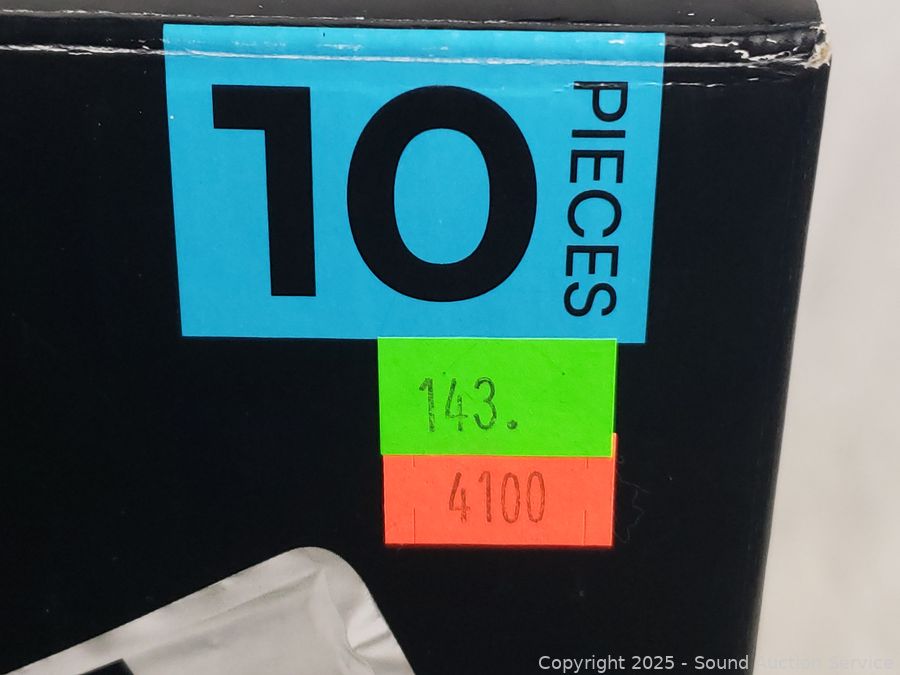 10 PIECES
143.
4100
Copyright 2025 - Sound Auction Service